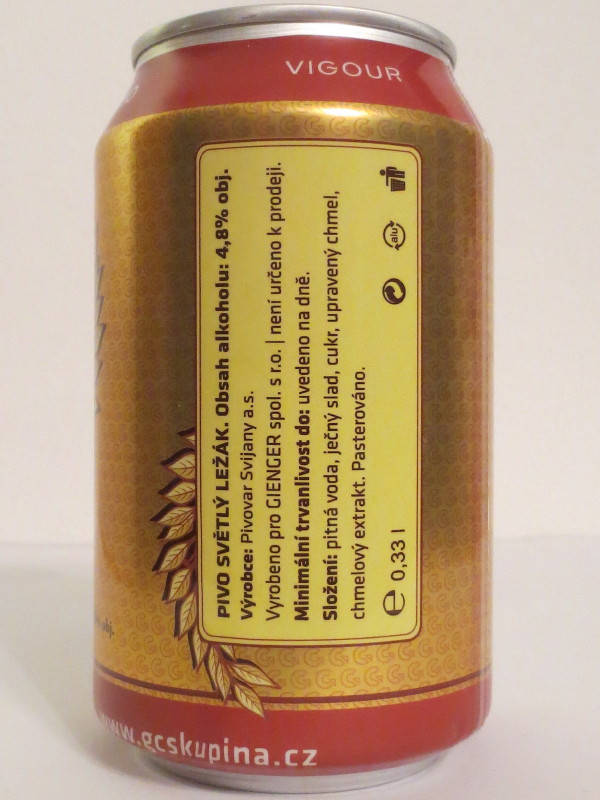 VIGOUR
PIVO SVĚTLÝ LEŽÁK. Obsah alkoholu: 4,8% obj.
Výrobce: Pivovar Svijany a.s.
Vyrobeno pro GIENGER spol. s r.o. | není určeno k prodeji.
Minimální trvanlivost do: uvedeno na dně.
Složení: pitná voda, ječný slad, cukr, upravený chmel,
chmelový extrakt. Pasterováno.
e 0,33 l
alu
obj.
www.gcskupina.cz